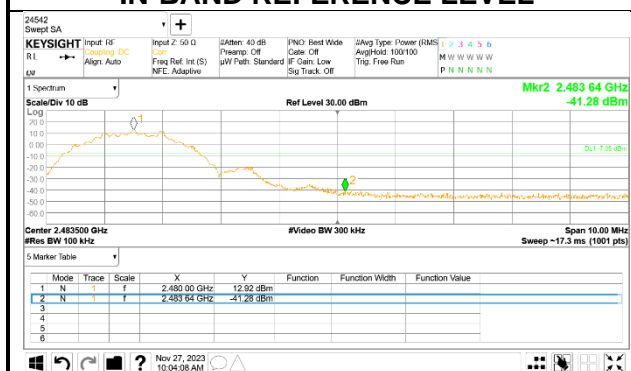 IN-BAND REFERENCE LEVEL
24542
Swept SA
KEYSIGHT Input: RF Input Z: 50 Ω #Atten: 40 dB PNO: Best Wide #Avg Type: Power (RMS 1 2 3 4 5 6
RL Coupling: DC Corr Preamp: Off Gate: Off Avg|Hold: 100/100 M W W W W W
Align: Auto Freq Ref: Int (S) µW Path: Standard IF Gain: Low Trig: Free Run
NFE: Adaptive Sig Track: Off P N N N N N
1 Spectrum Mkr2 2.483 64 GHz
Scale/Div 10 dB Ref Level 30.00 dBm -41.28 dBm
Log
20.0
10.0
0.00
-10.0
-20.0
-30.0
-40.0
-50.0
-60.0
1
2
Center 2.483500 GHz #Video BW 300 kHz Span 10.00 MHz
#Res BW 100 kHz Sweep ~17.3 ms (1001 pts)
5 Marker Table
Mode Trace Scale X Y Function Function Width Function Value
1 N 1 f 2.480 00 GHz 12.92 dBm
2 N 1 f 2.483 64 GHz -41.28 dBm
3
4
5
6
Nov 27, 2023
10:04:08 AM